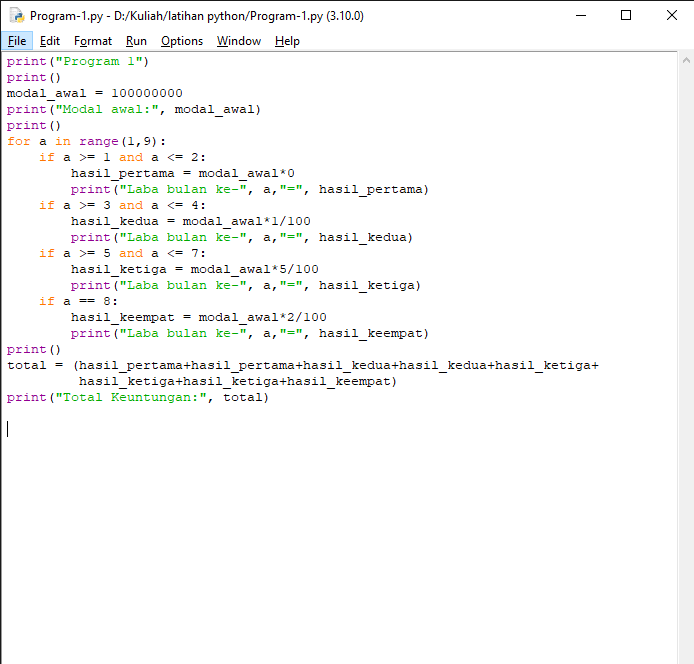 Program-1.py - D:/Kuliah/latihan python/Program-1.py (3.10.0)
File Edit Format Run Options Window Help
print("Program 1")
print()
modal_awal = 100000000
print("Modal awal:", modal_awal)
print()
for a in range(1,9):
    if a >= 1 and a <= 2:
        hasil_pertama = modal_awal*0
        print("Laba bulan ke-", a,"=", hasil_pertama)
    if a >= 3 and a <= 4:
        hasil_kedua = modal_awal*1/100
        print("Laba bulan ke-", a,"=", hasil_kedua)
    if a >= 5 and a <= 7:
        hasil_ketiga = modal_awal*5/100
        print("Laba bulan ke-", a,"=", hasil_ketiga)
    if a == 8:
        hasil_keempat = modal_awal*2/100
        print("Laba bulan ke-", a,"=", hasil_keempat)
print()
total = (hasil_pertama+hasil_pertama+hasil_kedua+hasil_kedua+hasil_ketiga+
         hasil_ketiga+hasil_ketiga+hasil_keempat)
print("Total Keuntungan:", total)